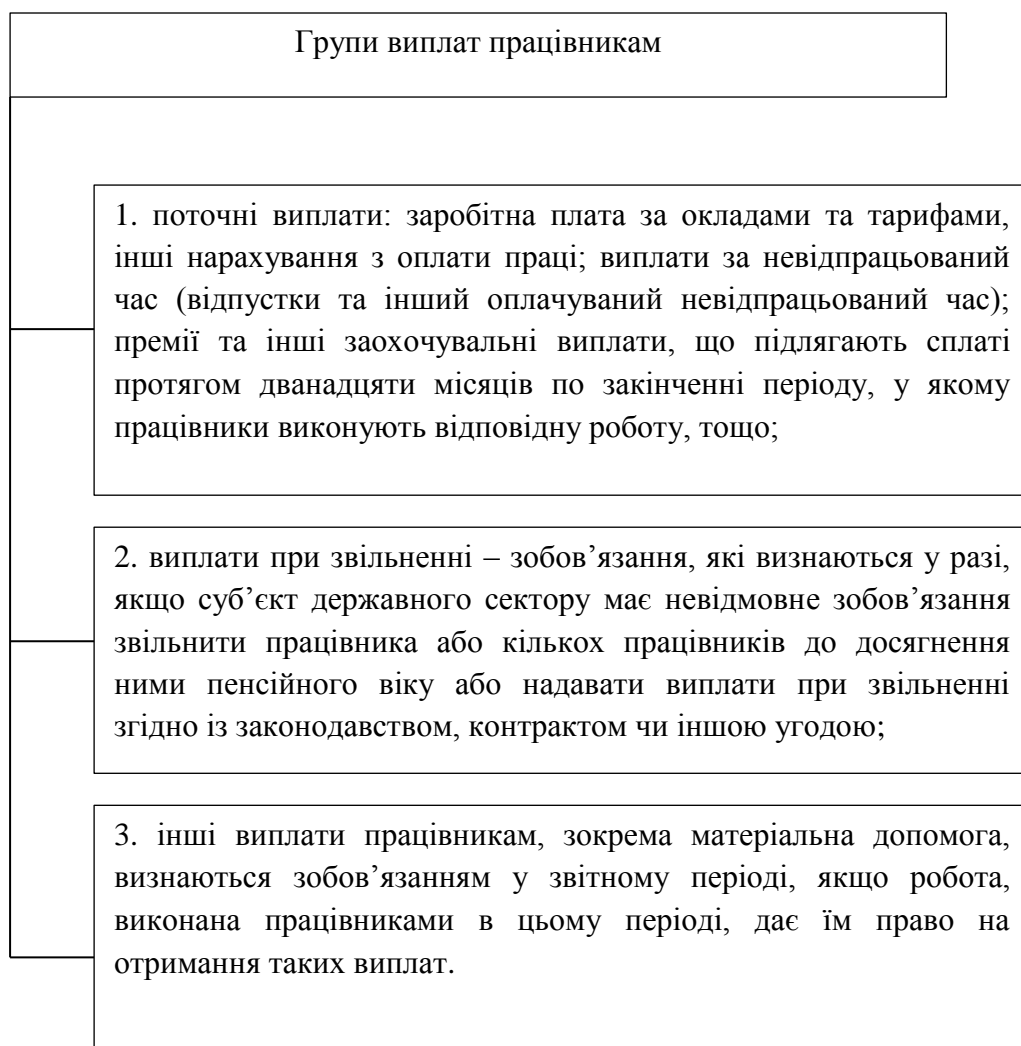 Групи виплат працівникам
1. поточні виплати: заробітна плата за окладами та тарифами,
інші нарахування з оплати праці; виплати за невідпрацьований
час (відпустки та інший оплачуваний невідпрацьований час);
премії та інші заохочувальні виплати, що підлягають сплаті
протягом дванадцяти місяців по закінченні періоду, у якому
працівники виконують відповідну роботу, тощо;
2. виплати при звільненні – зобов’язання, які визнаються у разі,
якщо суб’єкт державного сектору має невідмовне зобов’язання
звільнити працівника або кількох працівників до досягнення
ними пенсійного віку або надавати виплати при звільненні
згідно із законодавством, контрактом чи іншою угодою;
3. інші виплати працівникам, зокрема матеріальна допомога,
визнаються зобов’язанням у звітному періоді, якщо робота,
виконана працівниками в цьому періоді, дає їм право на
отримання таких виплат.